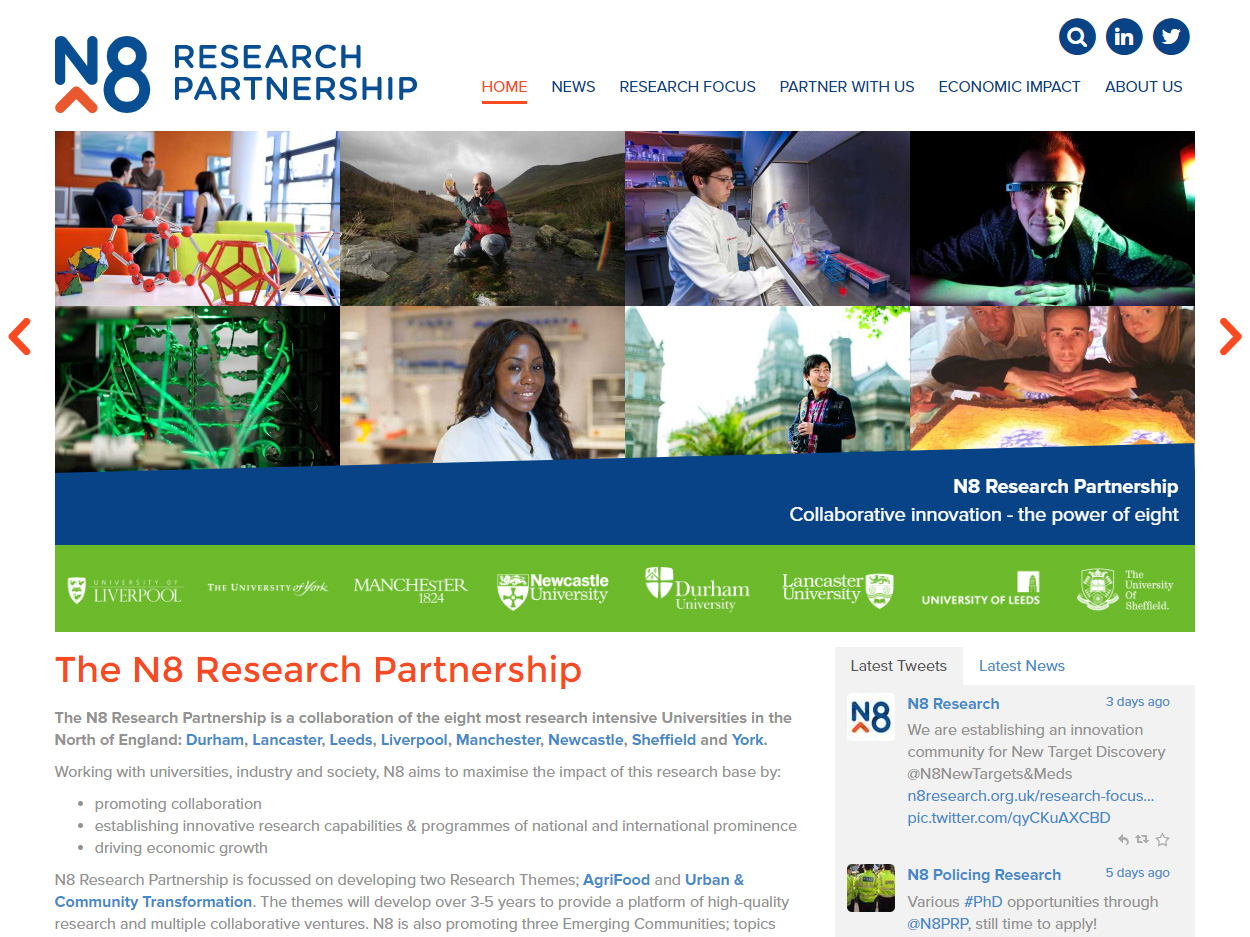 N8 RESEARCH
PARTNERSHIP
HOME NEWS RESEARCH FOCUS PARTNER WITH US ECONOMIC IMPACT ABOUT US
N8 Research Partnership
Collaborative innovation - the power of eight
UNIVERSITY OF
LIVERPOOL
THE UNIVERSITY of York
MANCHESTER
1824
Newcastle
University
Durham
University
Lancaster
University
UNIVERSITY OF LEEDS
The
University
Of
Sheffield.
The N8 Research Partnership
The N8 Research Partnership is a collaboration of the eight most research intensive Universities in the
North of England: Durham, Lancaster, Leeds, Liverpool, Manchester, Newcastle, Sheffield and York.
Working with universities, industry and society, N8 aims to maximise the impact of this research base by:
• promoting collaboration
• establishing innovative research capabilities & programmes of national and international prominence
• driving economic growth
N8 Research Partnership is focussed on developing two Research Themes; AgriFood and Urban &
Community Transformation. The themes will develop over 3-5 years to provide a platform of high-quality
research and multiple collaborative ventures. N8 is also promoting three Emerging Communities; topics
Latest Tweets Latest News
N8
N8 Research 3 days ago
We are establishing an innovation
community for New Target Discovery
@N8NewTargets&Meds
n8research.org.uk/research-focus...
pic.twitter.com/qyCKuAXCBD
N8 Policing Research 5 days ago
Various #PhD opportunities through
@N8PRP, still time to apply!